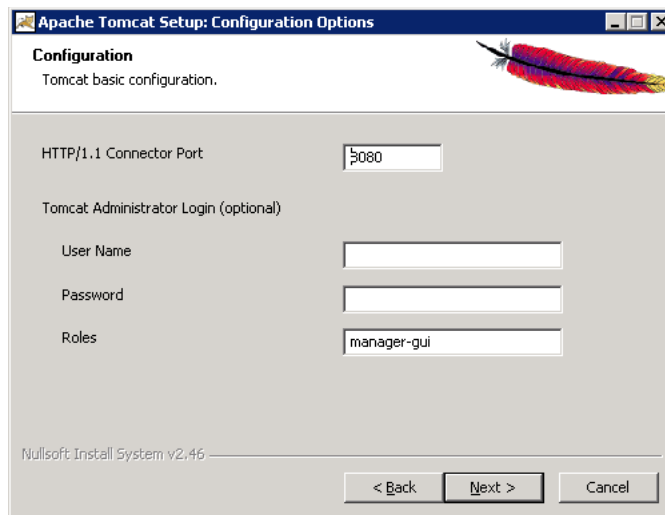 Apache Tomcat Setup: Configuration Options
Configuration
Tomcat basic configuration.
HTTP/1.1 Connector Port
8080
Tomcat Administrator Login (optional)
User Name
Password
Roles
manager-gui
Nullsoft Install System v2.46
< Back
Next >
Cancel